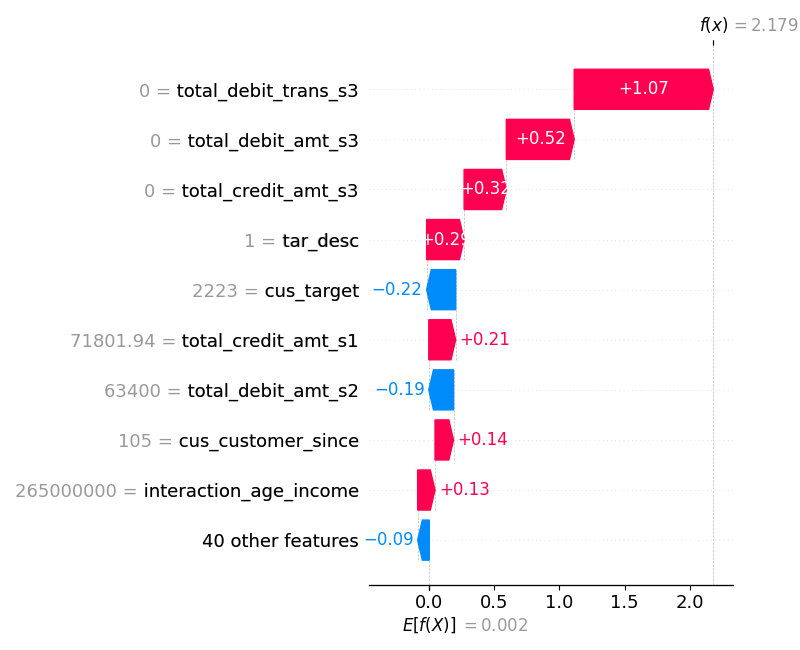 f(x) = 2.179
0 = total_debit_trans_s3
+1.07
0 = total_debit_amt_s3
+0.52
0 = total_credit_amt_s3
+0.32
1 = tar_desc
+0.29
2223 = cus_target
−0.22
71801.94 = total_credit_amt_s1
+0.21
63400 = total_debit_amt_s2
−0.19
105 = cus_customer_since
+0.14
265000000 = interaction_age_income
+0.13
40 other features
−0.09
0.0 0.5 1.0 1.5 2.0
E[f(X)] = 0.002